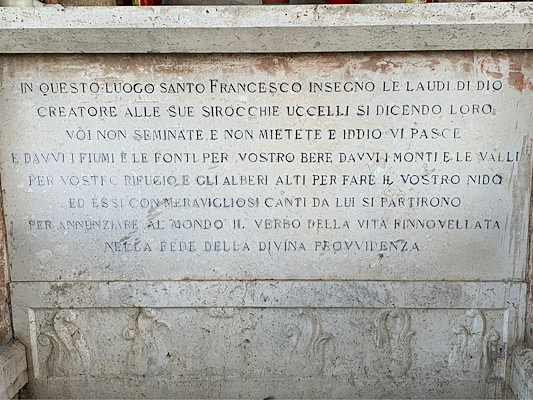 IN QUESTO LUOGO SANTO FRANCESCO INSEGNO LE LAUDI DI DIO
CREATORE ALLE SUE SIROCCHIE UCCELLI SI DICENDO LORO
VOI NON SEMINATE E NON MIETETE E IDDIO VI PASCE
E DAVVI I FIUMI E LE FONTI PER VOSTRO BERE DAVVI I MONTI E LE VALLI
PER VOSTRO RIFUGIO E GLI ALBERI ALTI PER FARE IL VOSTRO NIDO
ED ESSI CON MERAVIGLIOSI CANTI DA LUI SI PARTIRONO
PER ANNUNZIARE AL MONDO IL VERBO DELLA VITA RINNOVELLATA
NELLA FEDE DELLA DIVINA PROVVIDENZA